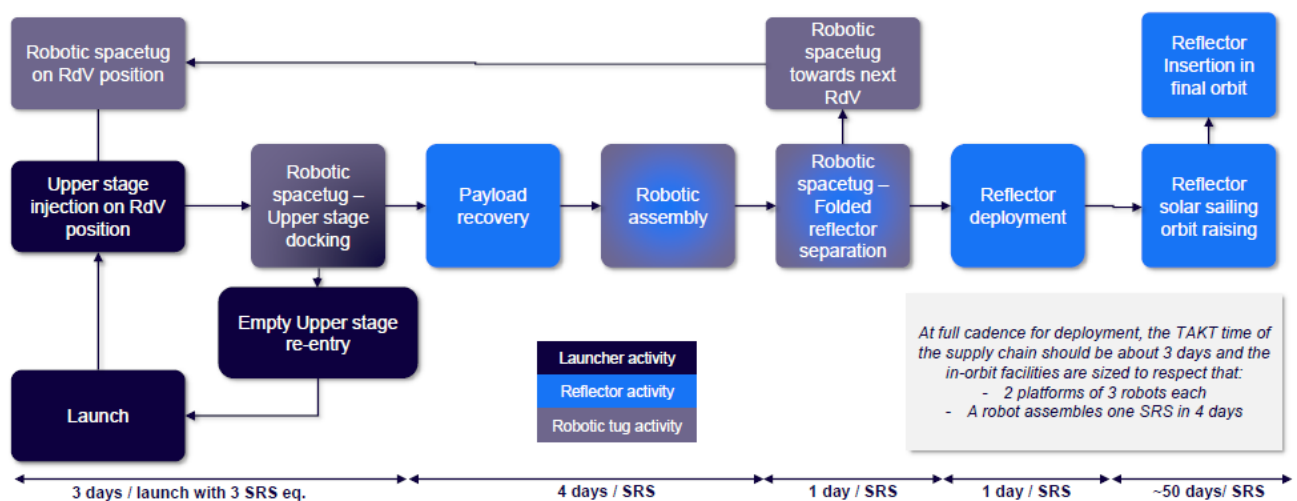 Robotic spacetug
on RdV position
Robotic
spacetug
towards next
RdV
Reflector
Insertion in
final orbit
Upper stage
injection on RdV
position
Robotic
spacetug –
Upper stage
docking
Payload
recovery
Robotic
assembly
Robotic
spacetug –
Folded
reflector
separation
Reflector
deployment
Reflector
solar sailing
orbit raising
Empty Upper stage
re-entry
Launch
Launcher activity
Reflector activity
Robotic tug activity
At full cadence for deployment, the TAKT time of
the supply chain should be about 3 days and the
in-orbit facilities are sized to respect that:
- 2 platforms of 3 robots each
- A robot assembles one SRS in 4 days
3 days / launch with 3 SRS eq.
4 days / SRS
1 day / SRS
1 day / SRS
~50 days/ SRS